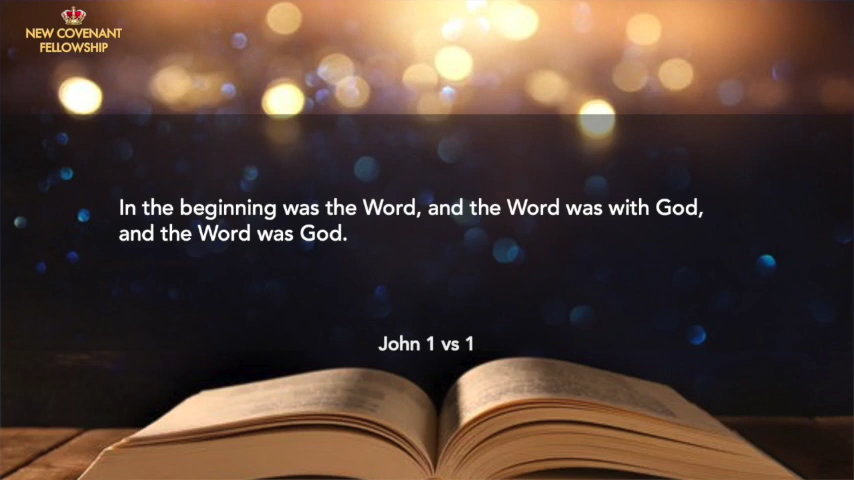 NEW COVENANT
FELLOWSHIP
In the beginning was the Word, and the Word was with God,
and the Word was God.
John 1 vs 1